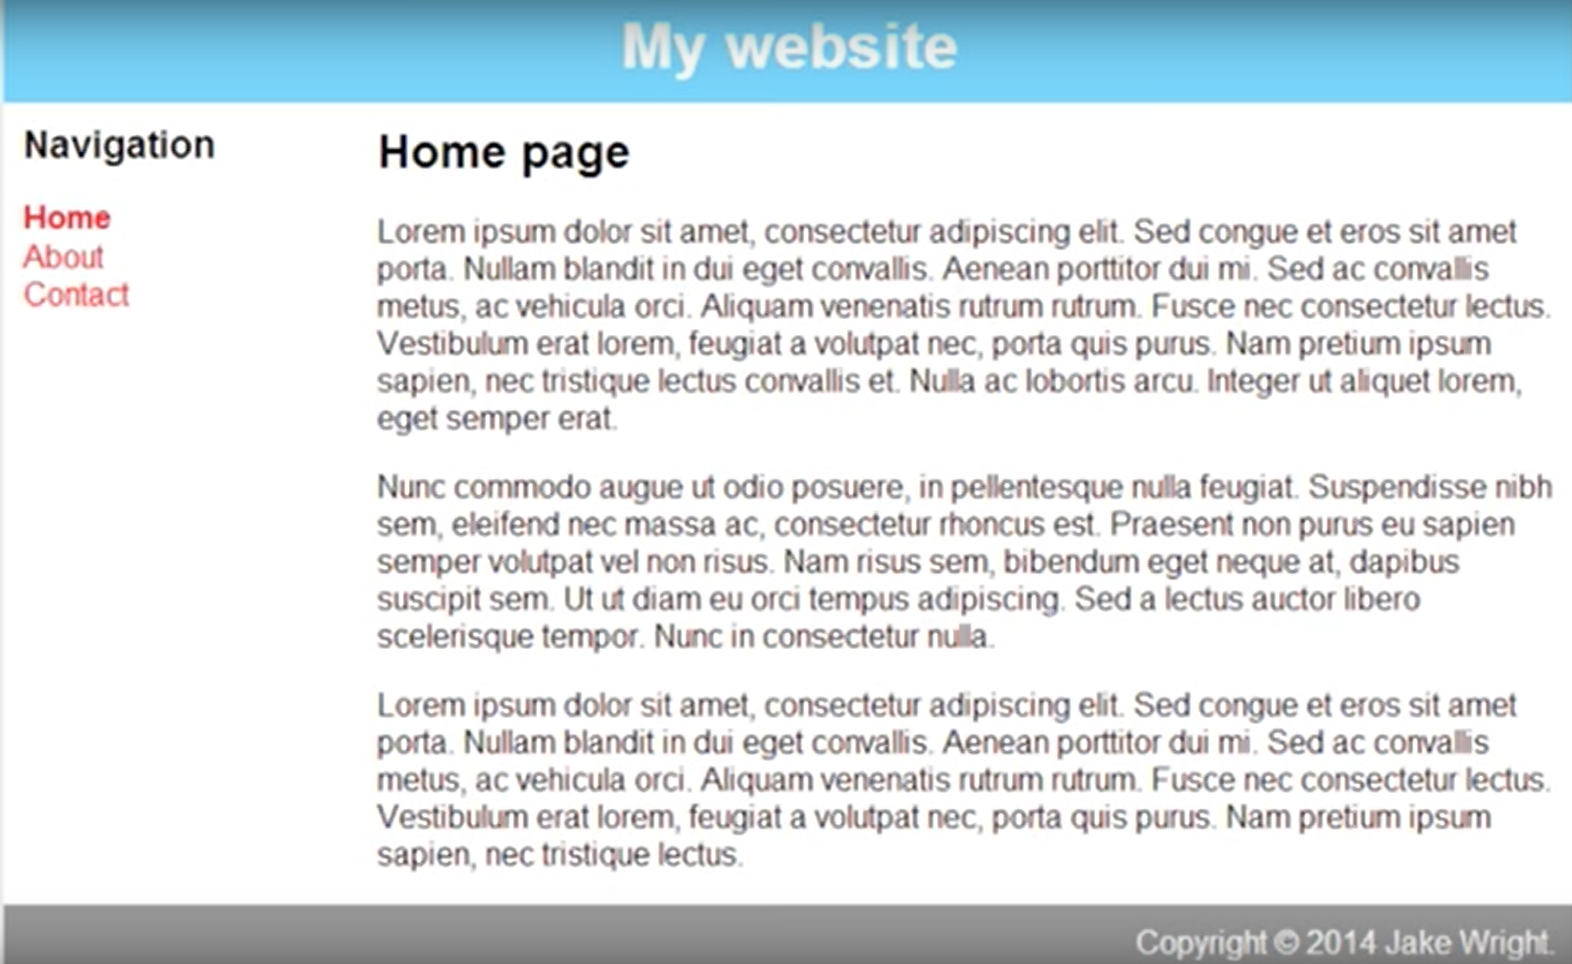 My website
Navigation
Home
About
Contact
Home page
Lorem ipsum dolor sit amet, consectetur adipiscing elit. Sed congue et eros sit amet
porta. Nullam blandit in dui eget convallis. Aenean porttitor dui mi. Sed ac convallis
metus, ac vehicula orci. Aliquam venenatis rutrum rutrum. Fusce nec consectetur lectus.
Vestibulum erat lorem, feugiat a volutpat nec, porta quis purus. Nam pretium ipsum
sapien, nec tristique lectus convallis et. Nulla ac lobortis arcu. Integer ut aliquet lorem,
eget semper erat.
Nunc commodo augue ut odio posuere, in pellentesque nulla feugiat. Suspendisse nibh
sem, eleifend nec massa ac, consectetur rhoncus est. Praesent non purus eu sapien
semper volutpat vel non risus. Nam risus sem, bibendum eget neque at, dapibus
suscipit sem. Ut ut diam eu orci tempus adipiscing. Sed a lectus auctor libero
scelerisque tempor. Nunc in consectetur nulla.
Lorem ipsum dolor sit amet, consectetur adipiscing elit. Sed congue et eros sit amet
porta. Nullam blandit in dui eget convallis. Aenean porttitor dui mi. Sed ac convallis
metus, ac vehicula orci. Aliquam venenatis rutrum rutrum. Fusce nec consectetur lectus.
Vestibulum erat lorem, feugiat a volutpat nec, porta quis purus. Nam pretium ipsum
sapien, nec tristique lectus.
Copyright © 2014 Jake Wright.